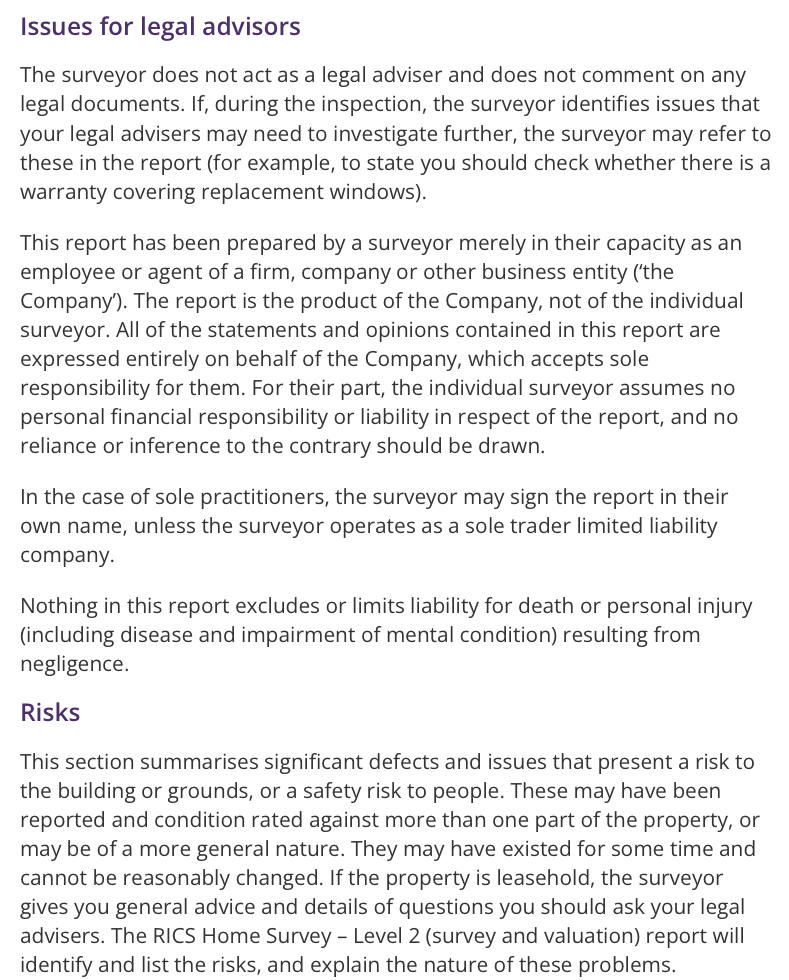 Issues for legal advisors
The surveyor does not act as a legal adviser and does not comment on any
legal documents. If, during the inspection, the surveyor identifies issues that
your legal advisers may need to investigate further, the surveyor may refer to
these in the report (for example, to state you should check whether there is a
warranty covering replacement windows).
This report has been prepared by a surveyor merely in their capacity as an
employee or agent of a firm, company or other business entity (‘the
Company’). The report is the product of the Company, not of the individual
surveyor. All of the statements and opinions contained in this report are
expressed entirely on behalf of the Company, which accepts sole
responsibility for them. For their part, the individual surveyor assumes no
personal financial responsibility or liability in respect of the report, and no
reliance or inference to the contrary should be drawn.
In the case of sole practitioners, the surveyor may sign the report in their
own name, unless the surveyor operates as a sole trader limited liability
company.
Nothing in this report excludes or limits liability for death or personal injury
(including disease and impairment of mental condition) resulting from
negligence.
Risks
This section summarises significant defects and issues that present a risk to
the building or grounds, or a safety risk to people. These may have been
reported and condition rated against more than one part of the property, or
may be of a more general nature. They may have existed for some time and
cannot be reasonably changed. If the property is leasehold, the surveyor
gives you general advice and details of questions you should ask your legal
advisers. The RICS Home Survey – Level 2 (survey and valuation) report will
identify and list the risks, and explain the nature of these problems.